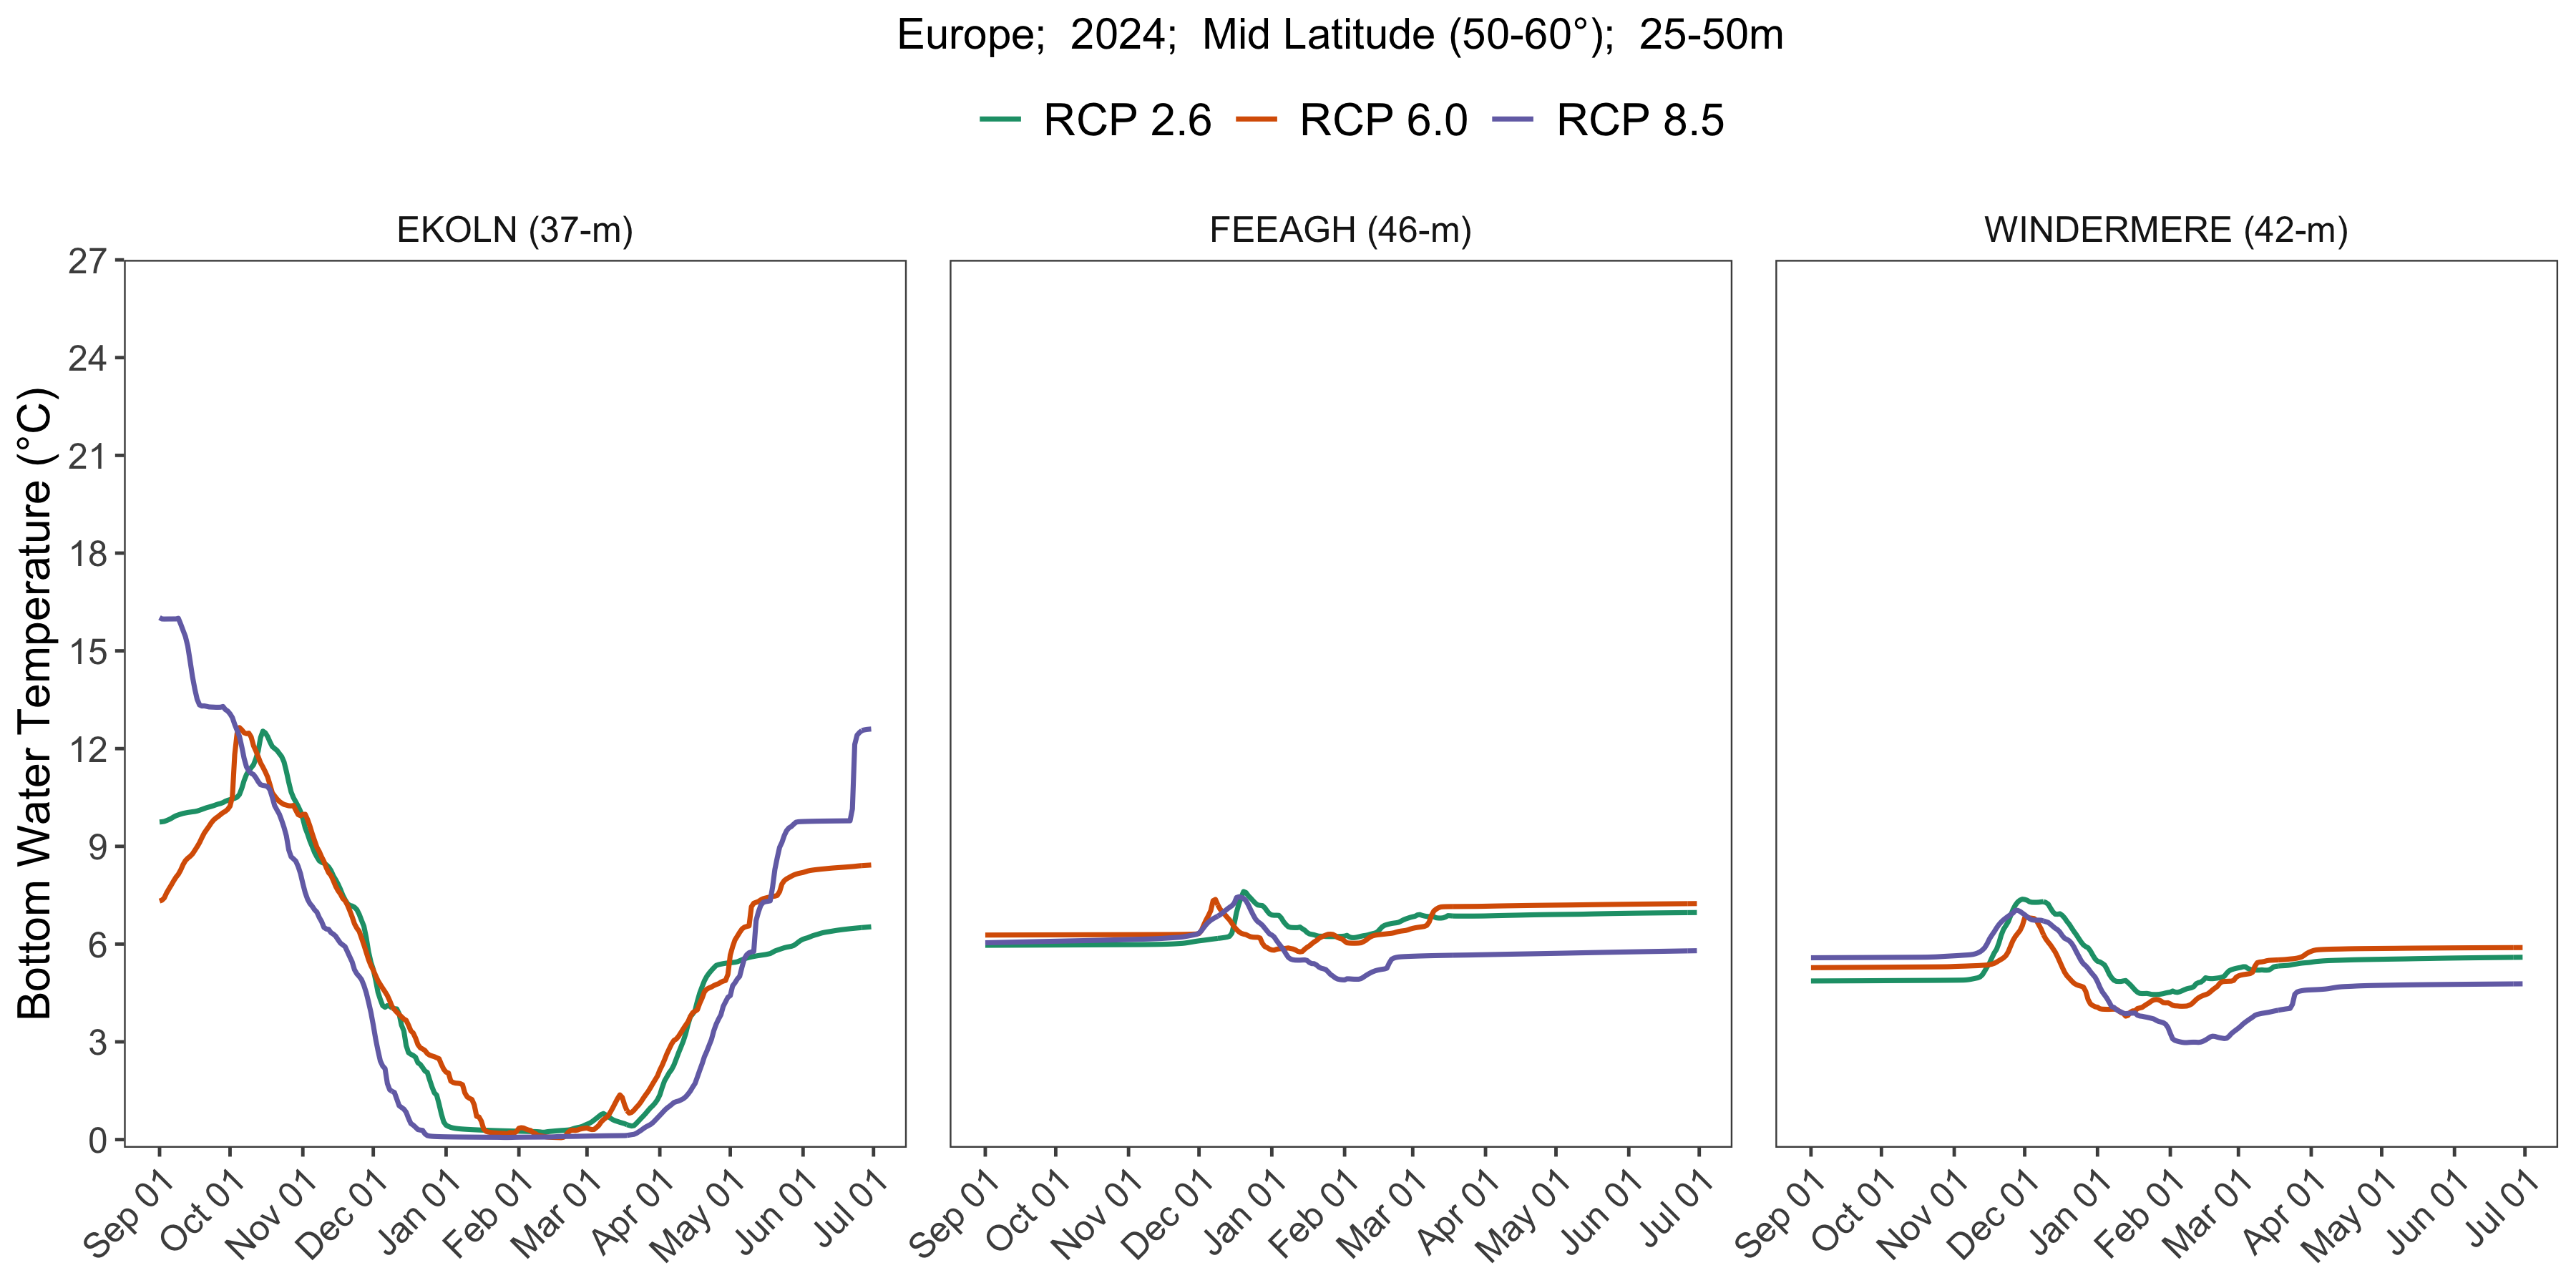 Europe;  2024;  Mid Latitude (50-60°);  25-50m
RCP 2.6 RCP 6.0 RCP 8.5
EKOLN (37-m) FEEAGH (46-m) WINDERMERE (42-m)
Bottom Water Temperature (°C)
27
24
21
18
15
12
9
6
3
0
Sep 01 Oct 01 Nov 01 Dec 01 Jan 01 Feb 01 Mar 01 Apr 01 May 01 Jun 01 Jul 01 Sep 01 Oct 01 Nov 01 Dec 01 Jan 01 Feb 01 Mar 01 Apr 01 May 01 Jun 01 Jul 01 Sep 01 Oct 01 Nov 01 Dec 01 Jan 01 Feb 01 Mar 01 Apr 01 May 01 Jun 01 Jul 01